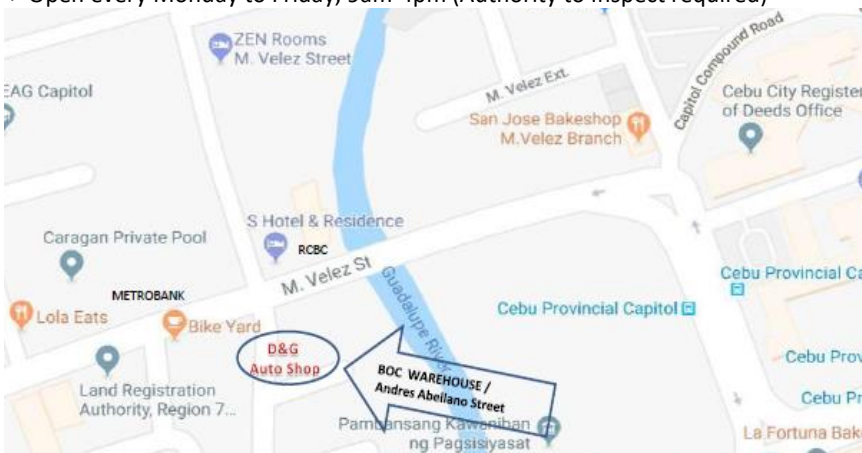 Open every Monday to Friday, 9am-4pm (Authority to Inspect required)
ZEN Rooms
M. Velez Street
EAG Capitol
M. Velez Ext.
Capitol Compound Road
San Jose Bakeshop
M.Velez Branch
Cebu City Register
of Deeds Office
S Hotel & Residence
RCBC
Caragan Private Pool
M. Velez St
Guadalupe River
METROBANK
Cebu Provincial Ca
Cebu Provincial Capitol
Lola Eats
Bike Yard
D&G
Auto Shop
BOC WAREHOUSE /
Andres Abellano Street
Cebu Prov
Land Registration
Authority, Region 7...
Cebu Pr
Pambansang Kawanihan
ng Pagsisiyasat
La Fortuna Bak